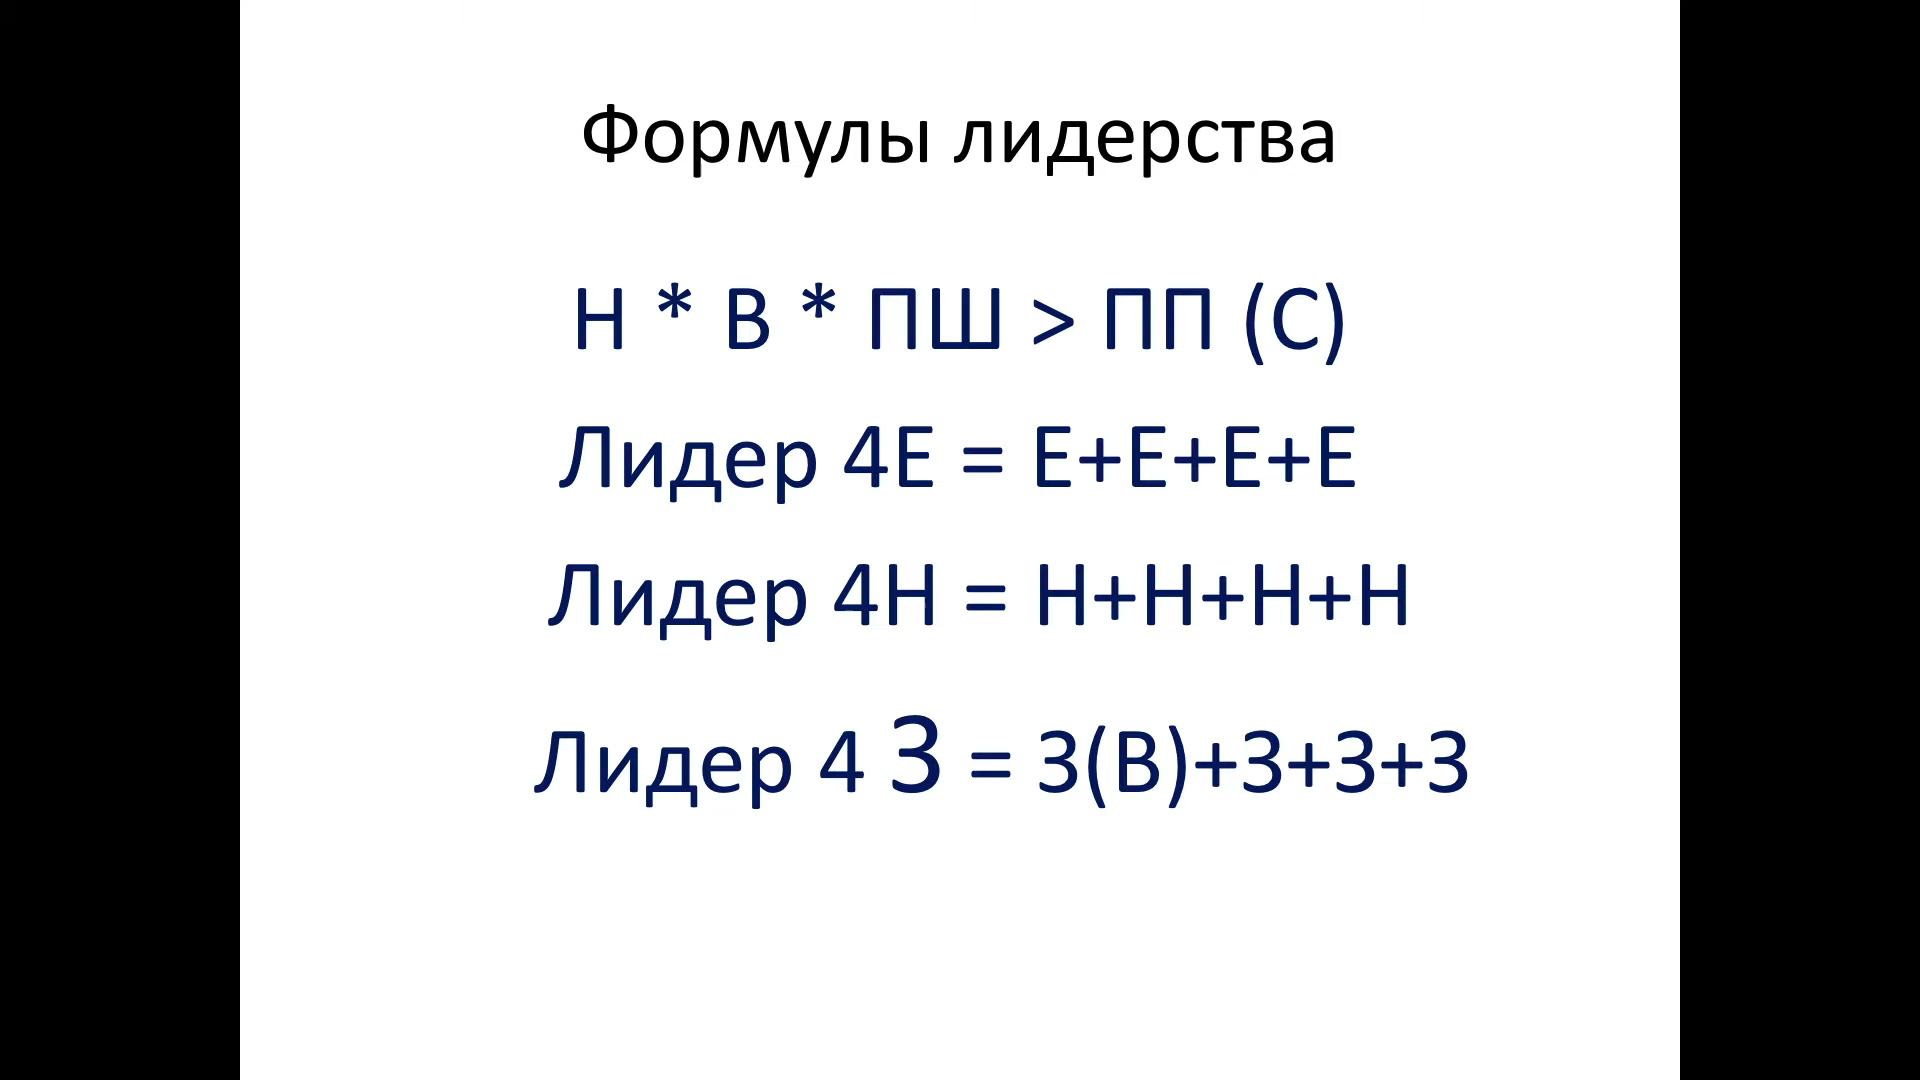 Формулы лидерства
Н * В * ПШ > ПП (С)
Лидер 4Е = Е+Е+Е+Е
Лидер 4Н = Н+Н+Н+Н
Лидер 4 З = З(В)+З+З+З